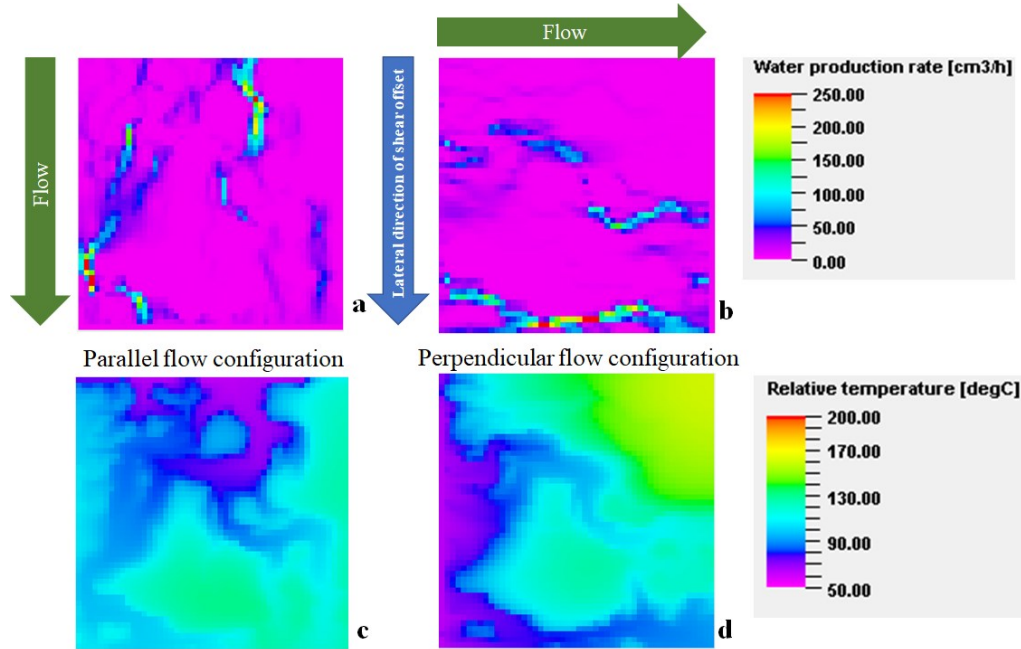 Flow
Flow
Lateral direction of shear offset
Water production rate [cm3/h]
250.00
200.00
150.00
100.00
50.00
0.00
a
b
Parallel flow configuration
Perpendicular flow configuration
Relative temperature [degC]
200.00
170.00
130.00
90.00
50.00
c
d